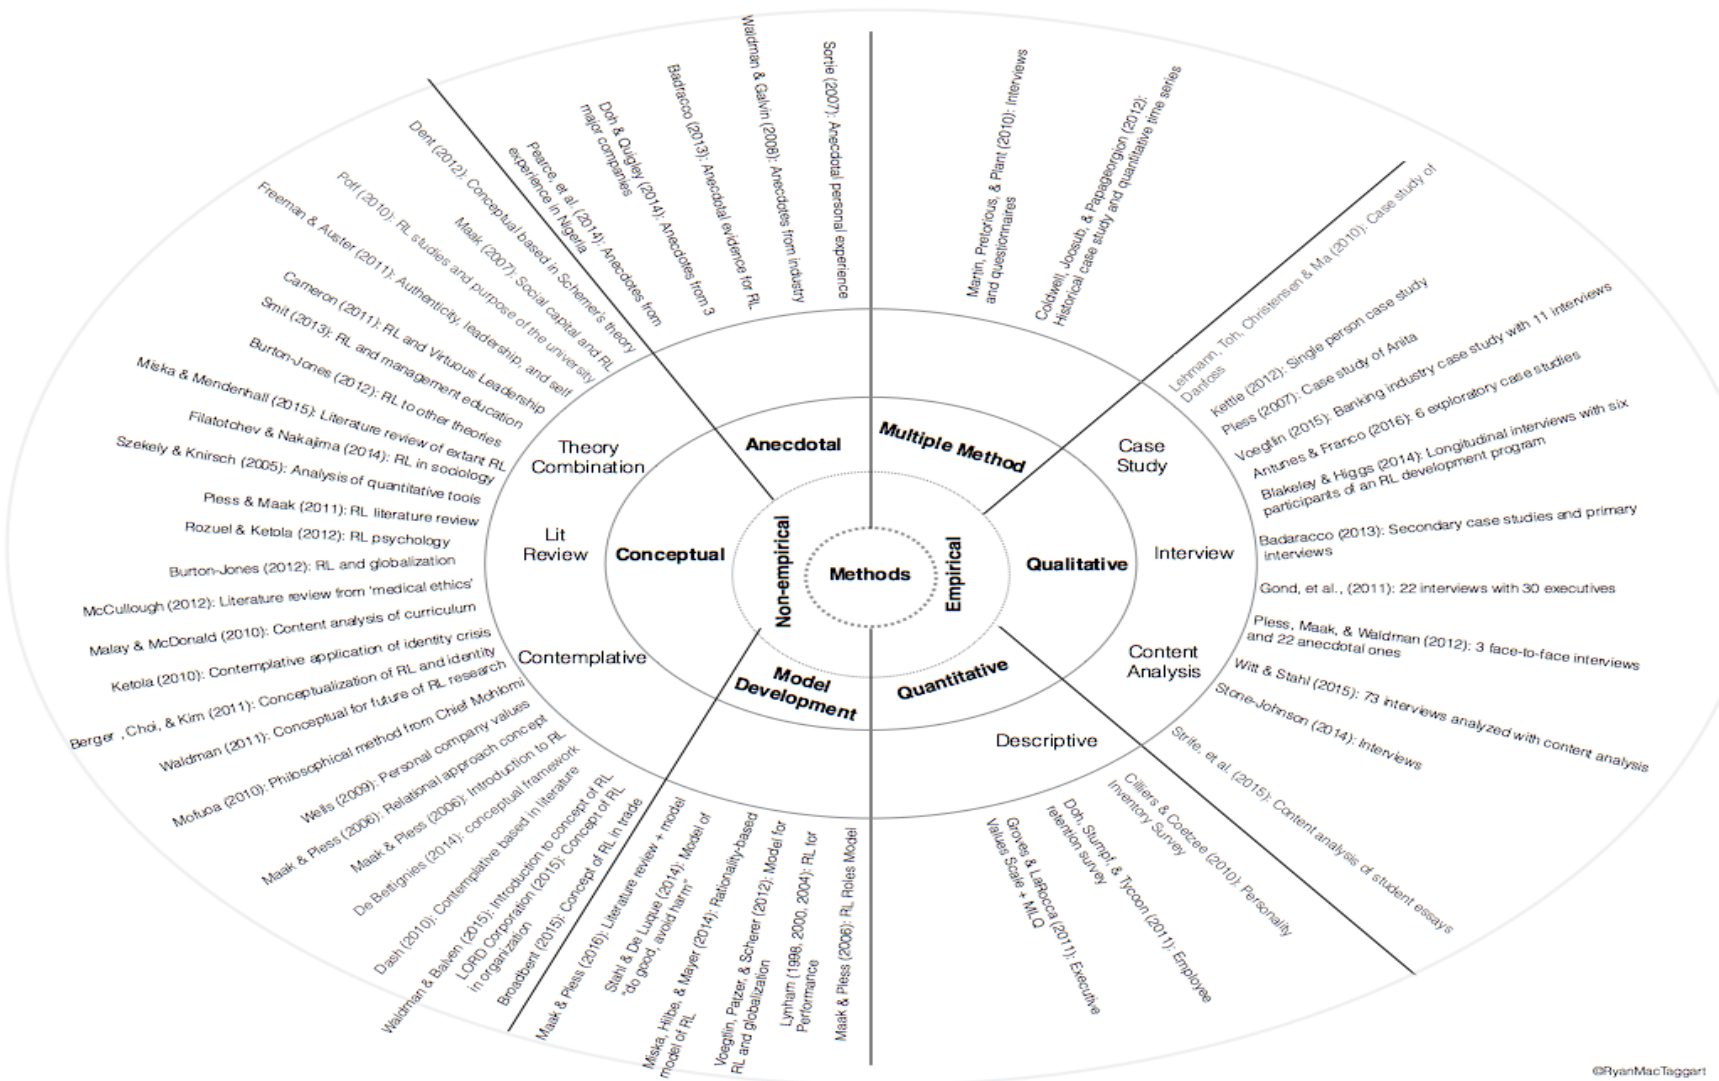 Methods
Non-empirical
Empirical
Anecdotal
Multiple Method
Conceptual
Qualitative
Model
Development
Quantitative
Theory
Combination
Lit
Review
Contemplative
Case
Study
Interview
Content
Analysis
Descriptive
Sortie (2007): Anecdotal personal experience
Waldman & Galvin (2008): Anecdotes from industry
Badracco (2013): Anecdotal evidence for RL
Doh & Quigley (2014): Anecdotes from 3
major companies
Pearce, et al. (2014): Anecdotes from
experience in Nigeria
Dent (2012): Conceptual based in Schemer's theory
Maak (2007): Social capital and RL
Poff (2010): RL studies and purpose of the university
Freeman & Auster (2011): Authenticity, leadership, and self
Cameron (2011): RL and Virtuous Leadership
Smit (2013): RL and management education
Burton-Jones (2012): RL to other theories
Miska & Mendenhall (2015): Literature review of extant RL
Filatotchev & Nakajima (2014): RL in sociology
Szekely & Knirsch (2005): Analysis of quantitative tools
Pless & Maak (2011): RL literature review
Rozuel & Ketola (2012): RL psychology
Burton-Jones (2012): RL and globalization
McCullough (2012): Literature review from 'medical ethics'
Malay & McDonald (2010): Content analysis of curriculum
Ketola (2010): Contemplative application of identity crisis
Berger , Choi, & Kim (2011): Conceptualization of RL and identity
Waldman (2011): Conceptual for future of RL research
Mofuoa (2010): Philosophical method from Chief Mohlomi
Wells (2009): Personal company values
Maak & Pless (2006): Relational approach concept
Maak & Pless (2006): Introduction to RL
De Bettignies (2014): conceptual framework
Dash (2010): Contemplative based in literature
Waldman & Balven (2015): Introduction to concept of RL
LORD Corporation (2015): Concept of RL
in organization
Broadbent (2015): Concept of RL in trade
Maak & Pless (2016): Literature review + model
Stahl & De Luque (2014): Model of
"do good, avoid harm"
Miska, Hilbe, & Mayer (2014): Rationality-based
model of RL
Voegtlin, Patzer, & Scherer (2012): Model for
RL and globalization
Lynham (1998, 2000, 2004): RL for
Performance
Maak & Pless (2006): RL Roles Model
Martin, Pretorious, & Plant (2010): Interviews
and questionnaires
Coldwell, Joosub, & Papageorgion (2012):
Historical case study and quantitative time series
Lehmann, Toh, Christensen & Ma (2010): Case study of
Danfoss
Kettle (2012): Single person case study
Pless (2007): Case study of Anita
Voegtlin (2015): Banking industry case study with 11 interviews
Antunes & Franco (2016): 6 exploratory case studies
Blakeley & Higgs (2014): Longitudinal interviews with six
participants of an RL development program
Badaracco (2013): Secondary case studies and primary
interviews
Gond, et al., (2011): 22 interviews with 30 executives
Pless, Maak, & Waldman (2012): 3 face-to-face interviews
and 22 anecdotal ones
Witt & Stahl (2015): 73 interviews analyzed with content analysis
Stone-Johnson (2014): Interviews
Strife, et al. (2015): Content analysis of student essays
Cilliers & Coetzee (2010): Personality
Inventory Survey
Doh, Stumpf, & Tycoon (2011): Employee
retention survey
Groves & LaRocca (2011): Executive
Values Scale + MLQ
©RyanMacTaggart